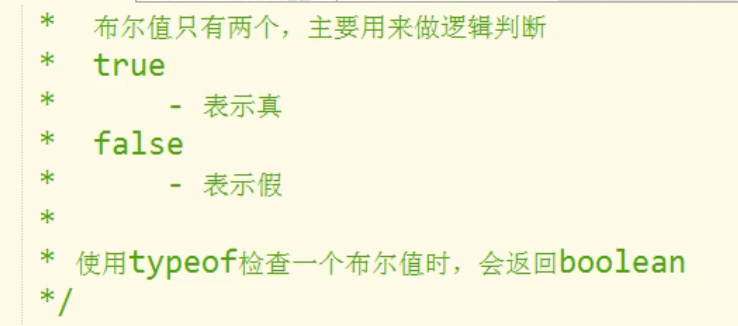 * 布尔值只有两个，主要用来做逻辑判断
* true
* - 表示真
* false
* - 表示假
*
* 使用typeof检查一个布尔值时，会返回boolean
*/